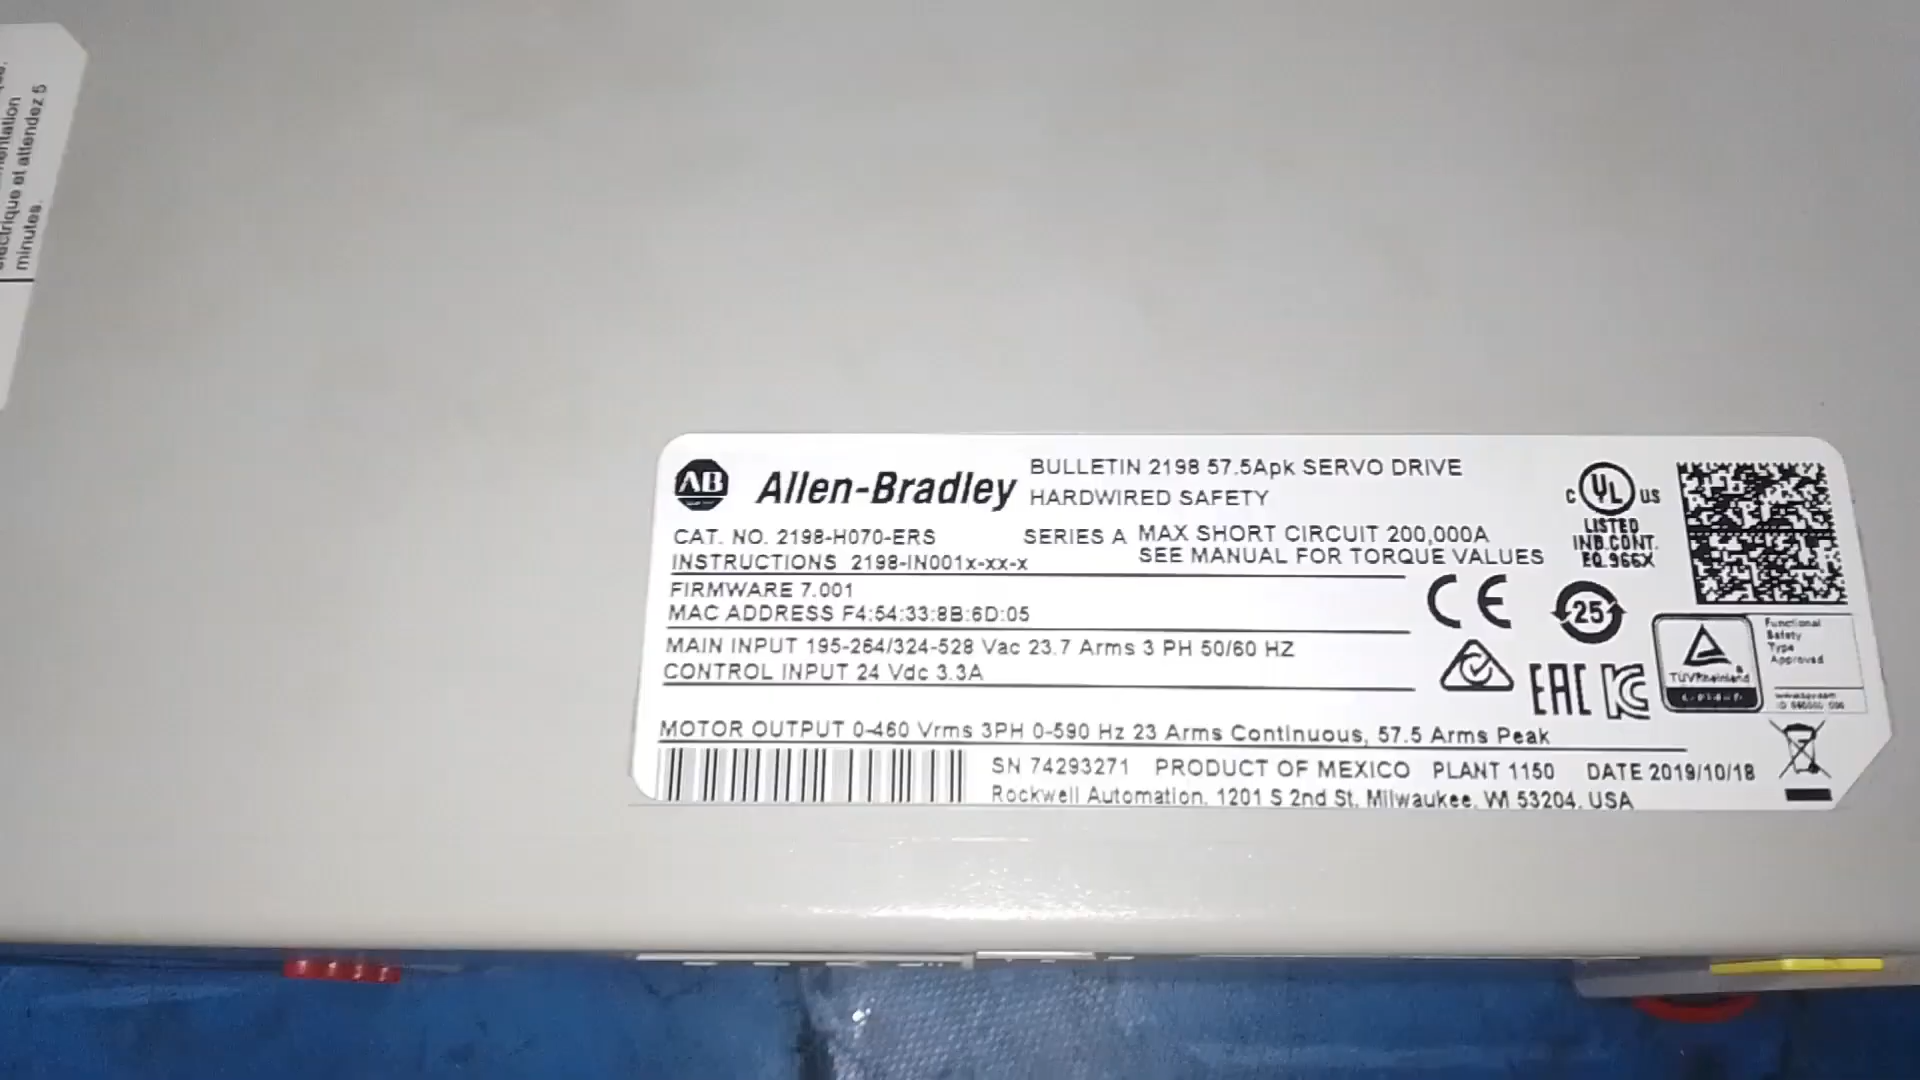 électrique et attendez 5
minutes.
AB
Allen-Bradley
BULLETIN 2198 57.5Apk SERVO DRIVE
HARDWIRED SAFETY
CAT. NO. 2198-H070-ERS
SERIES A
MAX SHORT CIRCUIT 200,000A
INSTRUCTIONS 2198-IN001x-xx-x
SEE MANUAL FOR TORQUE VALUES
FIRMWARE 7.001
MAC ADDRESS F4:54:33:8B:6D:05
MAIN INPUT 195-264/324-528 Vac 23.7 Arms 3 PH 50/60 HZ
CONTROL INPUT 24 Vdc 3.3A
MOTOR OUTPUT 0-460 Vrms 3PH 0-590 Hz 23 Arms Continuous, 57.5 Arms Peak
SN 74293271 PRODUCT OF MEXICO PLANT 1150 DATE 2019/10/18
Rockwell Automation, 1201 S 2nd St, Milwaukee, WI 53204, USA
C UL US
LISTED
IND.CONT.
EQ.966X
CE
25
EAC
KC
TÜVRheinland
Functional
Safety
Type
Approved